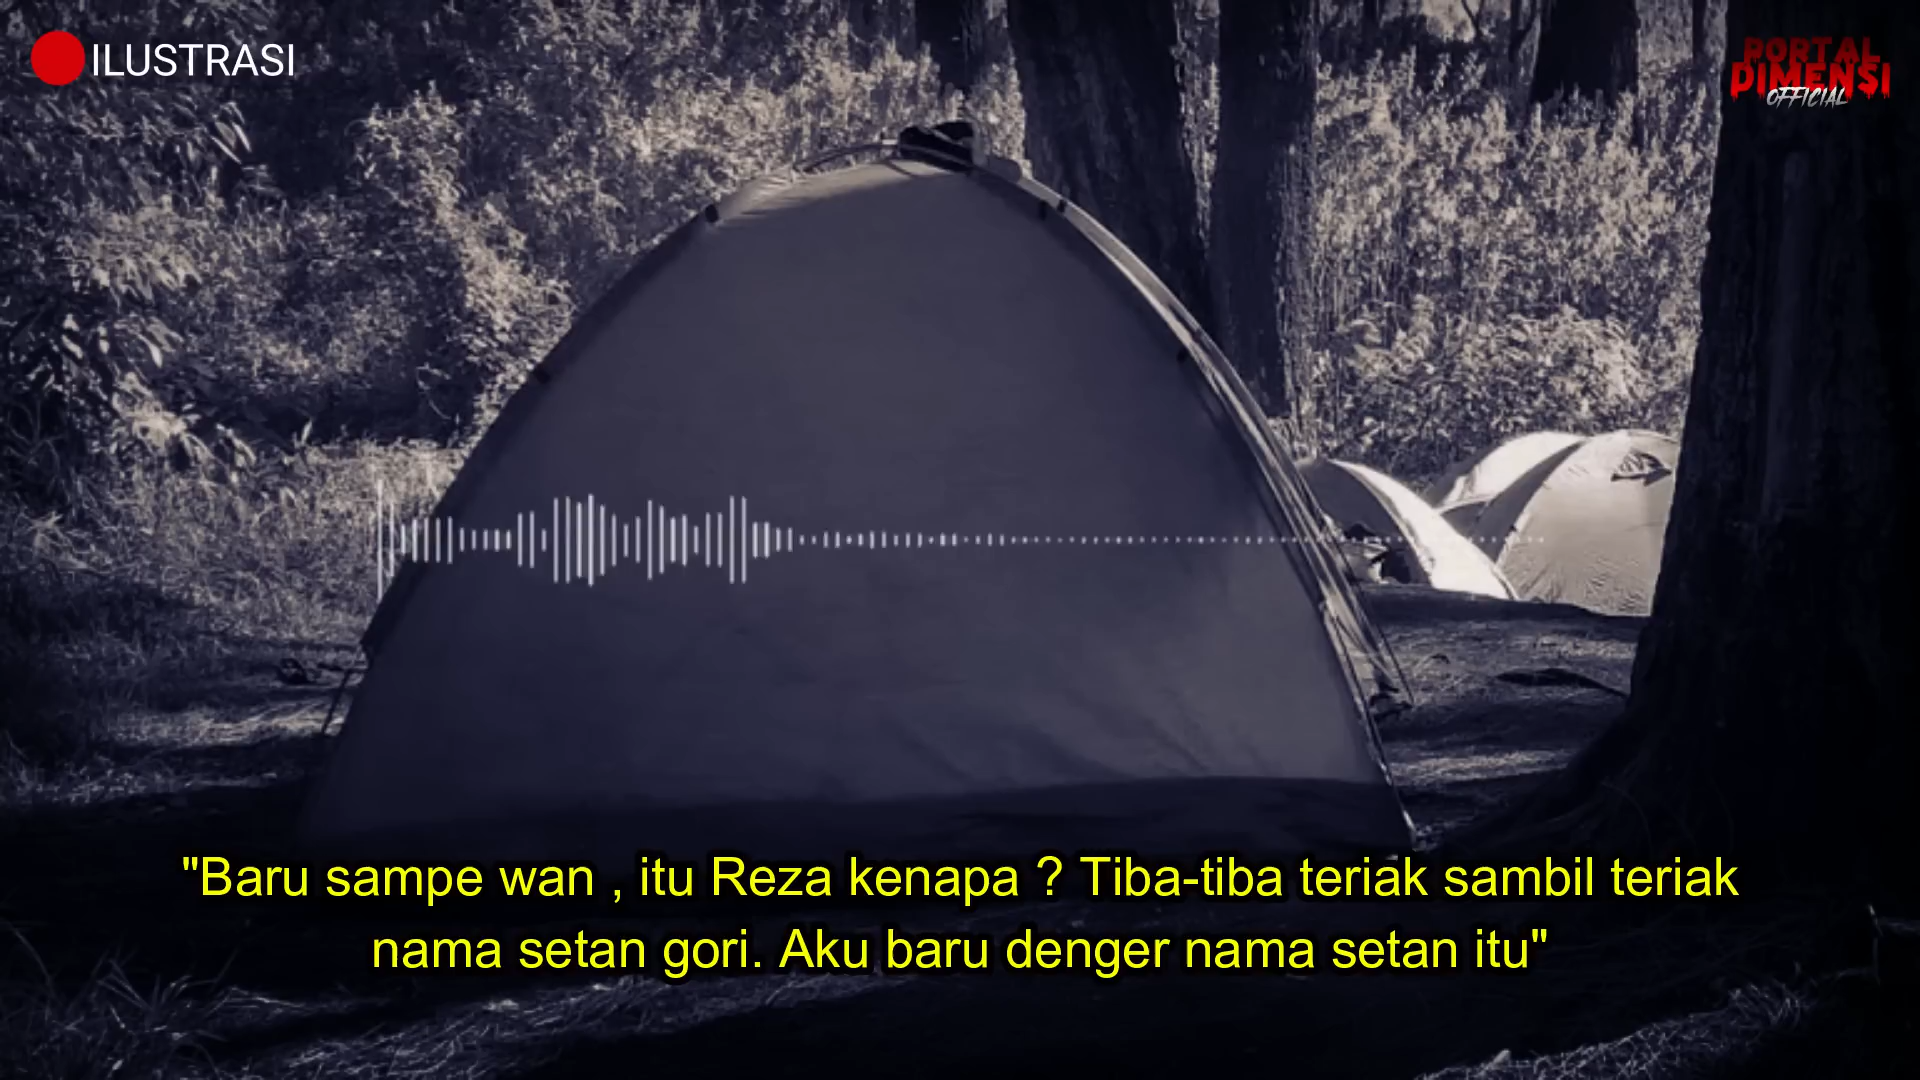 ILUSTRASI
PORTAL
DIMENSI
OFFICIAL
"Baru sampe wan , itu Reza kenapa ? Tiba-tiba teriak sambil teriak
nama setan gori. Aku baru denger nama setan itu"